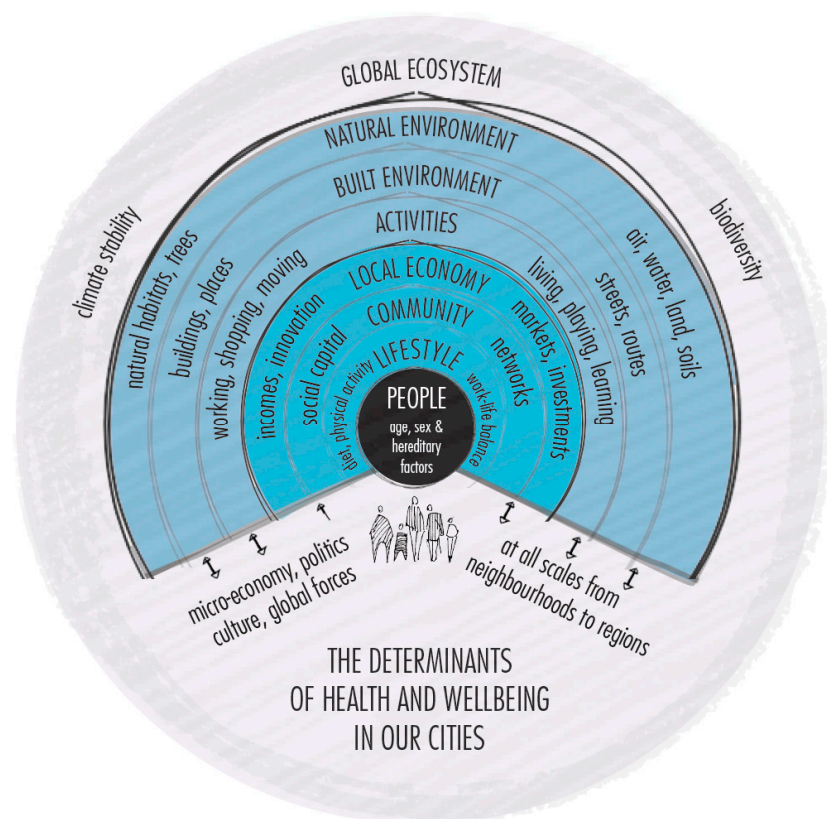 GLOBAL ECOSYSTEM
NATURAL ENVIRONMENT
BUILT ENVIRONMENT
ACTIVITIES
LOCAL ECONOMY
COMMUNITY
LIFESTYLE
PEOPLE
age, sex &
hereditary
factors
climate stability
natural habitats, trees
buildings, places
working, shopping, moving
incomes, innovation
social capital
diet, physical activity
work-life balance
networks
markets, investments
living, playing, learning
streets, routes
air, water, land, soils
biodiversity
micro-economy, politics
culture, global forces
at all scales from
neighbourhoods to regions
THE DETERMINANTS
OF HEALTH AND WELLBEING
IN OUR CITIES